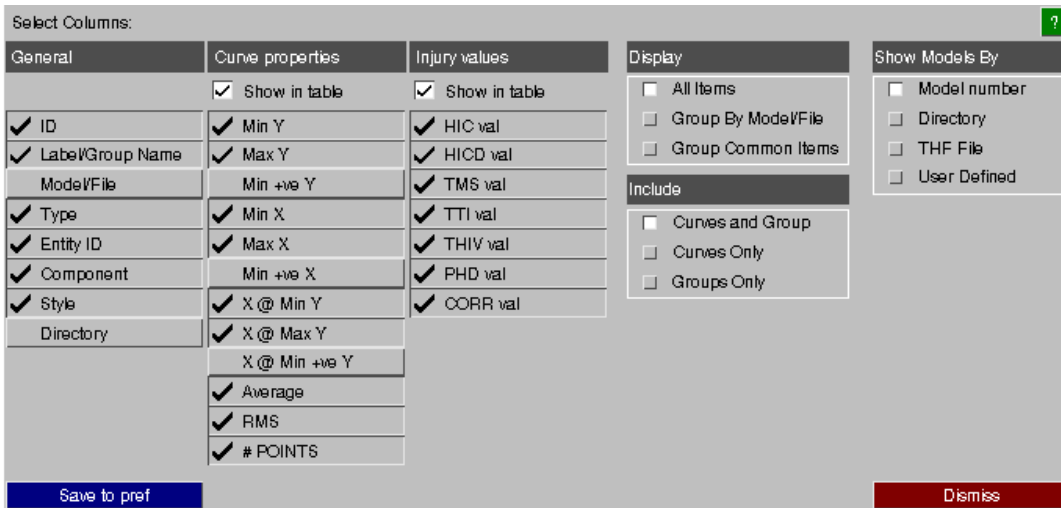 Select Columns:
?
General
Curve properties
Injury values
Display
Show Models By
Show in table
Show in table
All Items
Model number
ID
Min Y
HIC val
Group By Model/File
Directory
Label/Group Name
Max Y
HICD val
Group Common Items
THF File
Model/File
Min +ve Y
TMS val
Include
User Defined
Type
Min X
TTI val
Curves and Group
Entity ID
Max X
THIV val
Curves Only
Component
Min +ve X
PHD val
Groups Only
Style
X @ Min Y
CORR val
Directory
X @ Max Y
X @ Min +ve Y
Average
RMS
# POINTS
Save to pref
Dismiss